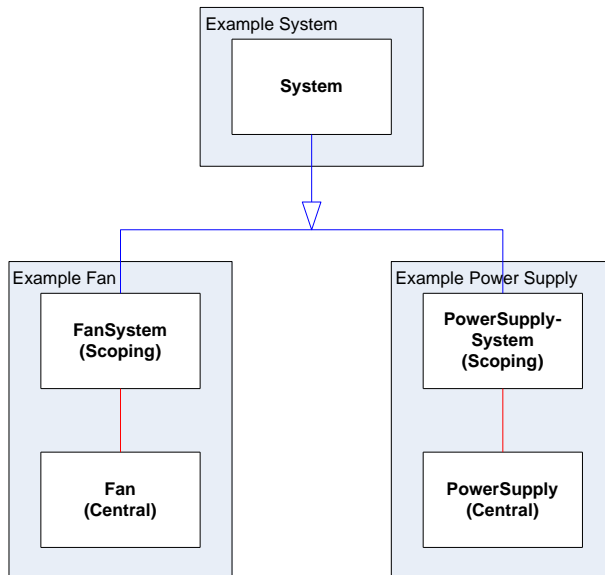 Example System
System
Example Fan
FanSystem
(Scoping)
Fan
(Central)
Example Power Supply
PowerSupply-
System
(Scoping)
PowerSupply
(Central)